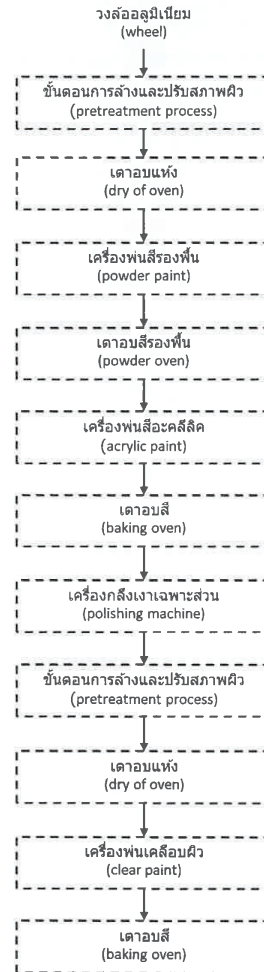 วงล้ออลูมิเนียม
(wheel)
ขั้นตอนการล้างและปรับสภาพผิว
(pretreatment process)
เตาอบแห้ง
(dry of oven)
เครื่องพ่นสีรองพื้น
(powder paint)
เตาอบสีรองพื้น
(powder oven)
เครื่องพ่นสีอะคลีลิค
(acrylic paint)
เตาอบสี
(baking oven)
เครื่องกลึงเงาเฉพาะส่วน
(polishing machine)
ขั้นตอนการล้างและปรับสภาพผิว
(pretreatment process)
เตาอบแห้ง
(dry of oven)
เครื่องพ่นเคลือบผิว
(clear paint)
เตาอบสี
(baking oven)